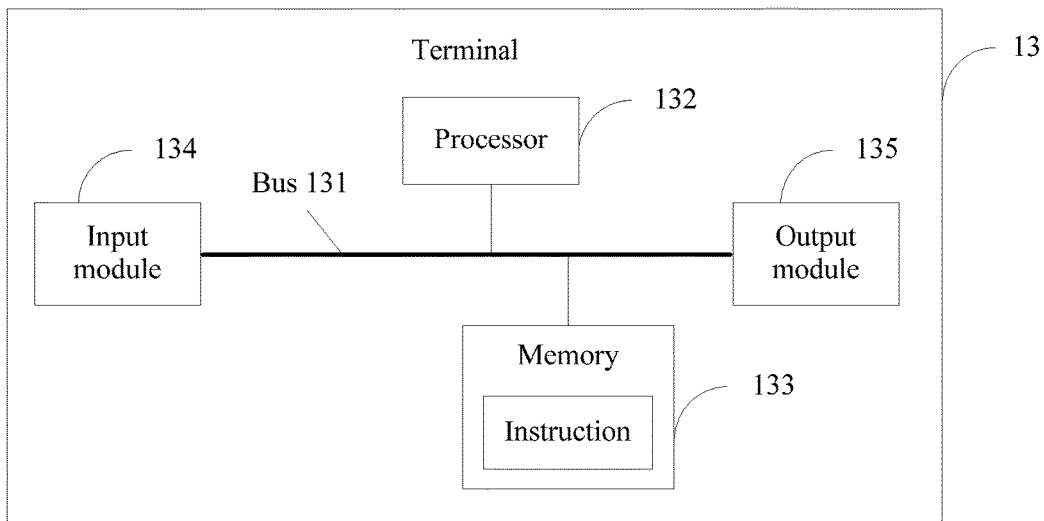 Terminal
13
132
Processor
134
135
Bus 131
Input
module
Output
module
Memory
133
Instruction